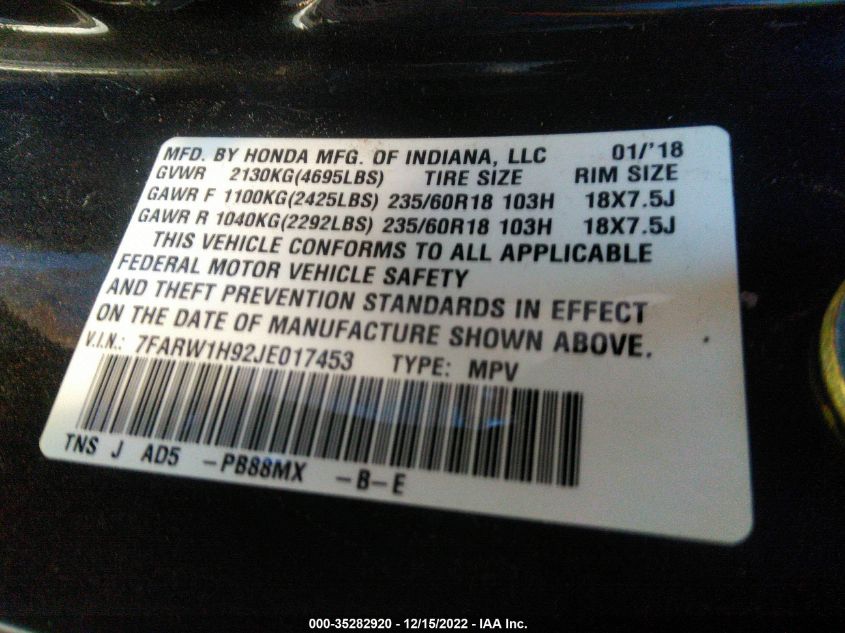 MFD. BY HONDA MFG. OF INDIANA, LLC 01/'18
GVWR 2130KG(4695LBS) TIRE SIZE RIM SIZE
GAWR F 1100KG(2425LBS) 235/60R18 103H 18X7.5J
GAWR R 1040KG(2292LBS) 235/60R18 103H 18X7.5J
THIS VEHICLE CONFORMS TO ALL APPLICABLE
FEDERAL MOTOR VEHICLE SAFETY
AND THEFT PREVENTION STANDARDS IN EFFECT
ON THE DATE OF MANUFACTURE SHOWN ABOVE.
V.I.N.: 7FARW1H92JE017453 TYPE: MPV
TNS J AD5 -PB88MX -B-E
000-35282920 - 12/15/2022 - IAA Inc.